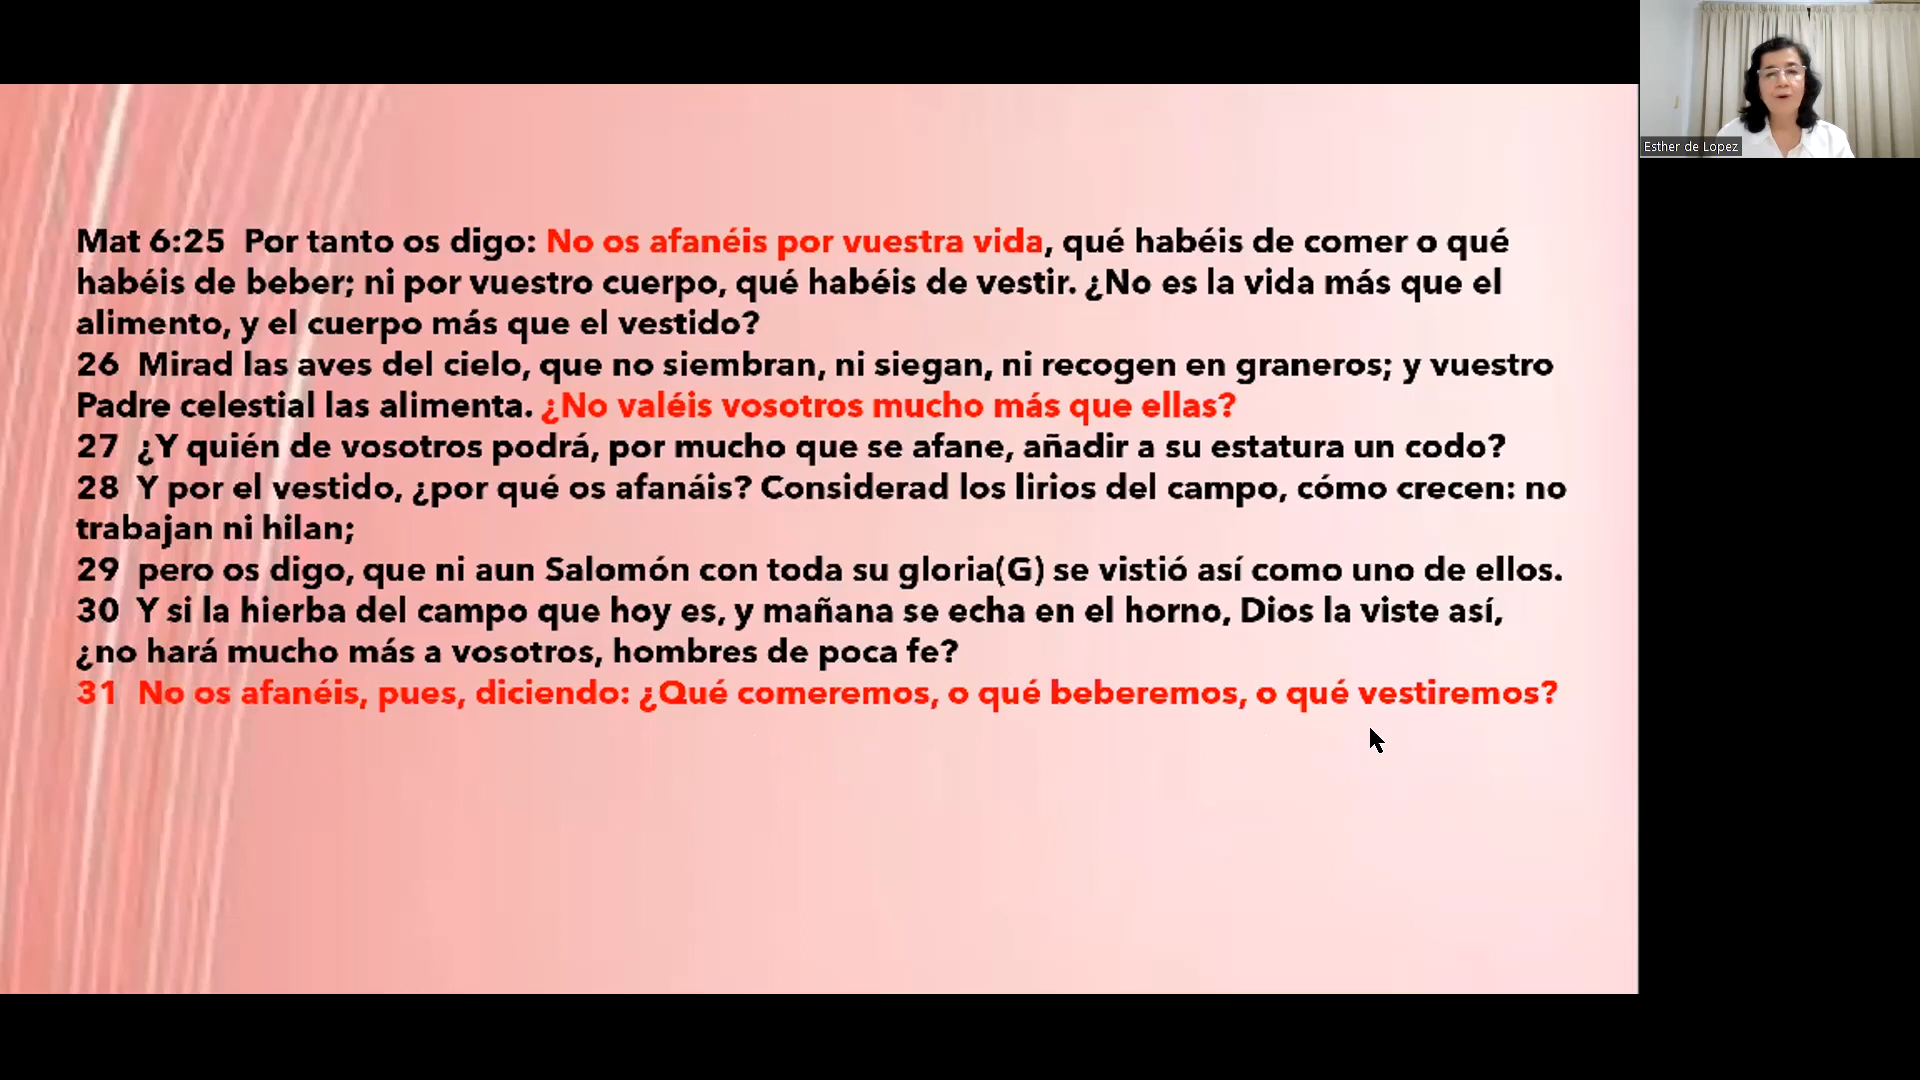 Mat 6:25  Por tanto os digo: No os afanéis por vuestra vida, qué habéis de comer o qué
habéis de beber; ni por vuestro cuerpo, qué habéis de vestir. ¿No es la vida más que el
alimento, y el cuerpo más que el vestido?
26  Mirad las aves del cielo, que no siembran, ni siegan, ni recogen en graneros; y vuestro
Padre celestial las alimenta. ¿No valéis vosotros mucho más que ellas?
27  ¿Y quién de vosotros podrá, por mucho que se afane, añadir a su estatura un codo?
28  Y por el vestido, ¿por qué os afanáis? Considerad los lirios del campo, cómo crecen: no
trabajan ni hilan;
29  pero os digo, que ni aun Salomón con toda su gloria(G) se vistió así como uno de ellos.
30  Y si la hierba del campo que hoy es, y mañana se echa en el horno, Dios la viste así,
¿no hará mucho más a vosotros, hombres de poca fe?
31  No os afanéis, pues, diciendo: ¿Qué comeremos, o qué beberemos, o qué vestiremos?
Esther de Lopez